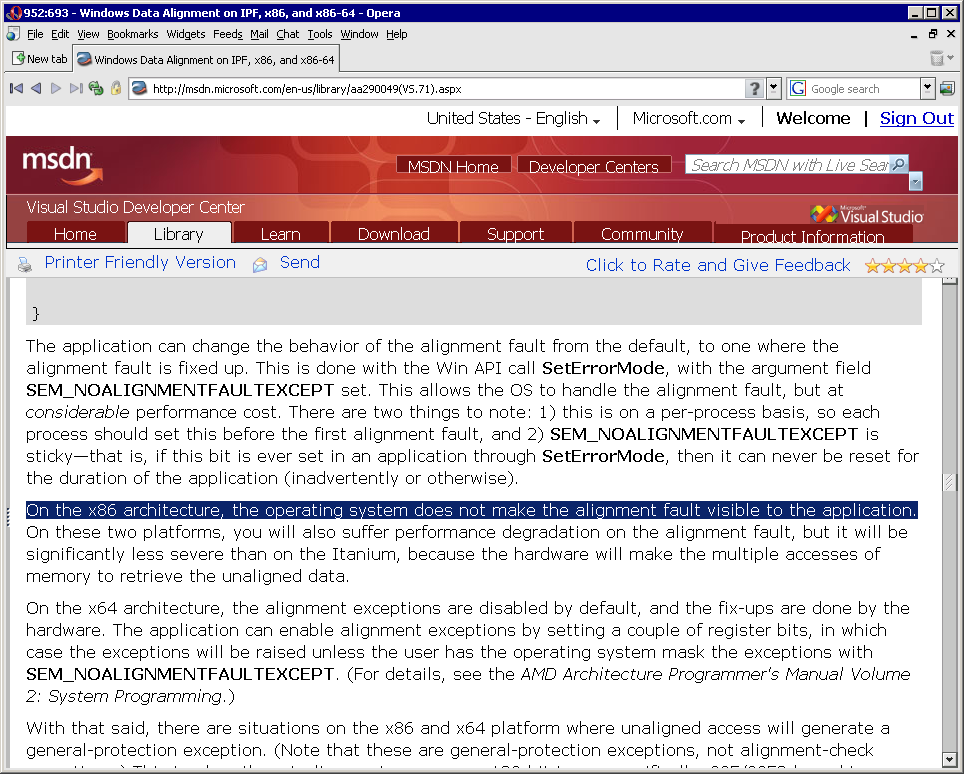 952:693 - Windows Data Alignment on IPF, x86, and x86-64 - Opera
File Edit View Bookmarks Widgets Feeds Mail Chat Tools Window Help
New tab Windows Data Alignment on IPF, x86, and x86-64
http://msdn.microsoft.com/en-us/library/aa290049(VS.71).aspx ? G Google search
United States - English Microsoft.com Welcome | Sign Out
msdn MSDN Home Developer Centers Search MSDN with Live Sear
Visual Studio Developer Center Microsoft Visual Studio
Home Library Learn Download Support Community Product Information
Printer Friendly Version Send Click to Rate and Give Feedback
}
The application can change the behavior of the alignment fault from the default, to one where the
alignment fault is fixed up. This is done with the Win API call SetErrorMode, with the argument field
SEM_NOALIGNMENTFAULTEXCEPT set. This allows the OS to handle the alignment fault, but at
considerable performance cost. There are two things to note: 1) this is on a per-process basis, so each
process should set this before the first alignment fault, and 2) SEM_NOALIGNMENTFAULTEXCEPT is
sticky—that is, if this bit is ever set in an application through SetErrorMode, then it can never be reset for
the duration of the application (inadvertently or otherwise).
On the x86 architecture, the operating system does not make the alignment fault visible to the application.
On these two platforms, you will also suffer performance degradation on the alignment fault, but it will be
significantly less severe than on the Itanium, because the hardware will make the multiple accesses of
memory to retrieve the unaligned data.
On the x64 architecture, the alignment exceptions are disabled by default, and the fix-ups are done by the
hardware. The application can enable alignment exceptions by setting a couple of register bits, in which
case the exceptions will be raised unless the user has the operating system mask the exceptions with
SEM_NOALIGNMENTFAULTEXCEPT. (For details, see the AMD Architecture Programmer's Manual Volume
2: System Programming.)
With that said, there are situations on the x86 and x64 platform where unaligned access will generate a
general-protection exception. (Note that these are general-protection exceptions, not alignment-check